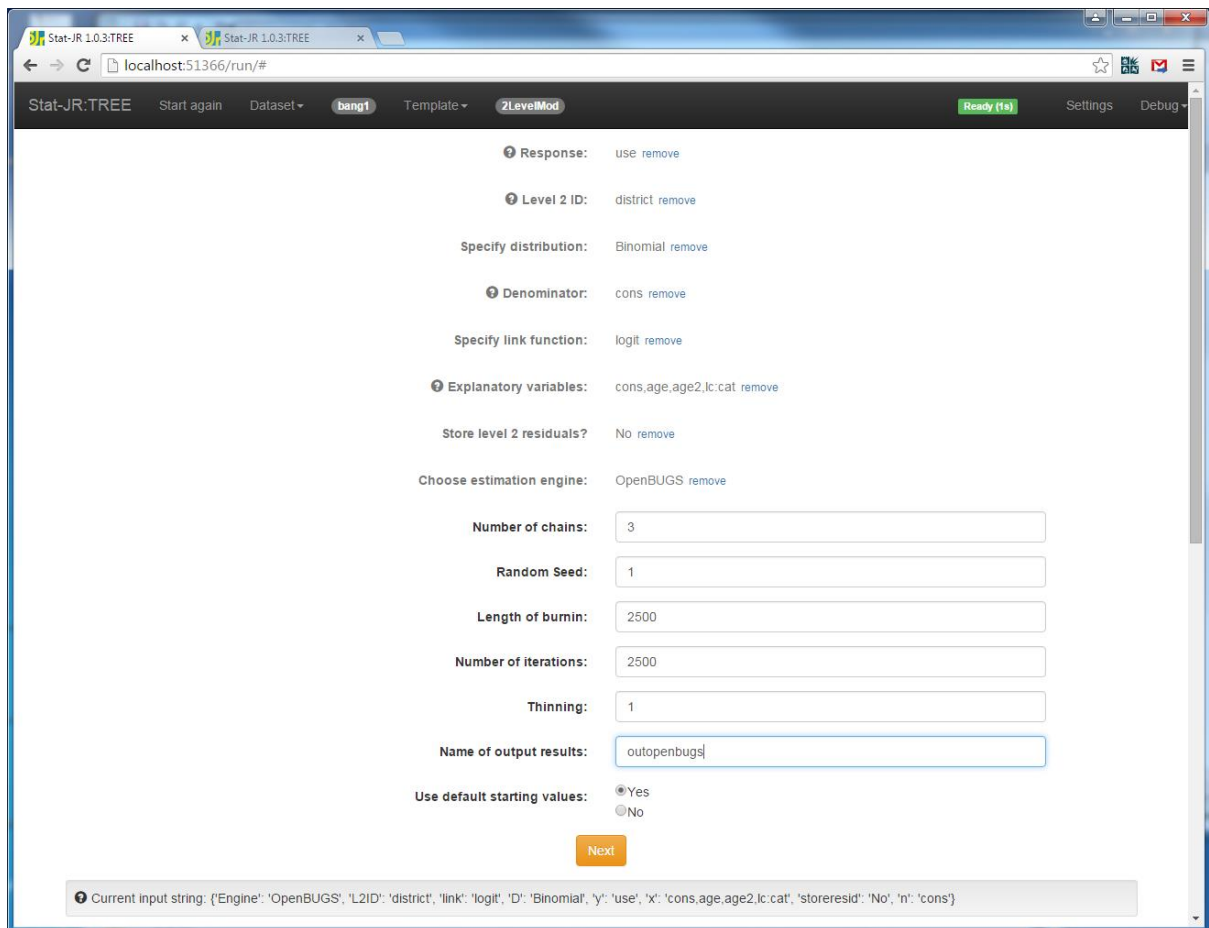 Stat-JR 1.0.3:TREE Stat-JR 1.0.3:TREE
localhost:51366/run/#
Stat-JR:TREE Start again Dataset bang1 Template 2LevelMod Ready (1s) Settings Debug
Response: use remove
Level 2 ID: district remove
Specify distribution: Binomial remove
Denominator: cons remove
Specify link function: logit remove
Explanatory variables: cons,age,age2,lc:cat remove
Store level 2 residuals? No remove
Choose estimation engine: OpenBUGS remove
Number of chains: 3
Random Seed: 1
Length of burnin: 2500
Number of iterations: 2500
Thinning: 1
Name of output results: outopenbugs
Use default starting values: Yes
No
Next
Current input string: {'Engine': 'OpenBUGS', 'L2ID': 'district', 'link': 'logit', 'D': 'Binomial', 'y': 'use', 'x': 'cons,age,age2,lc:cat', 'storeresid': 'No', 'n': 'cons'}